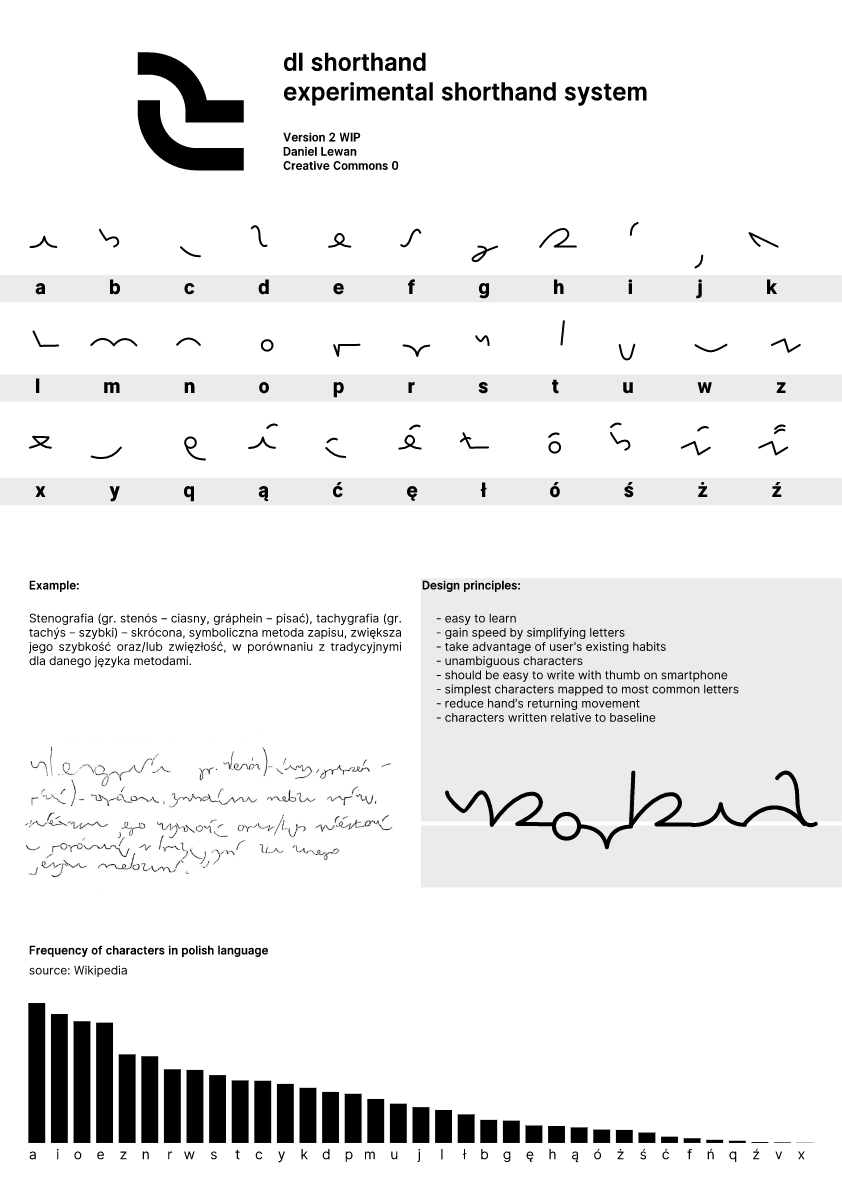 dl shorthand
experimental shorthand system
Version 2 WIP
Daniel Lewan
Creative Commons 0
a b c d e f g h i j k
l m n o p r s t u w z
x y q ą ć ę ł ó ś ż ź
Example:
Stenografia (gr. stenós – ciasny, gráphein – pisać), tachygrafia (gr.
tachýs – szybki) – skrócona, symboliczna metoda zapisu, zwiększa
jego szybkość oraz/lub zwięzłość, w porównaniu z tradycyjnymi
dla danego języka metodami.
Design principles:
- easy to learn
- gain speed by simplifying letters
- take advantage of user's existing habits
- unambiguous characters
- should be easy to write with thumb on smartphone
- simplest characters mapped to most common letters
- reduce hand's returning movement
- characters written relative to baseline
Frequency of characters in polish language
source: Wikipedia
a i o e z n r w s t c y k d p m u j l ł b g ę h ą ó ż ś ć f ń q ź v x